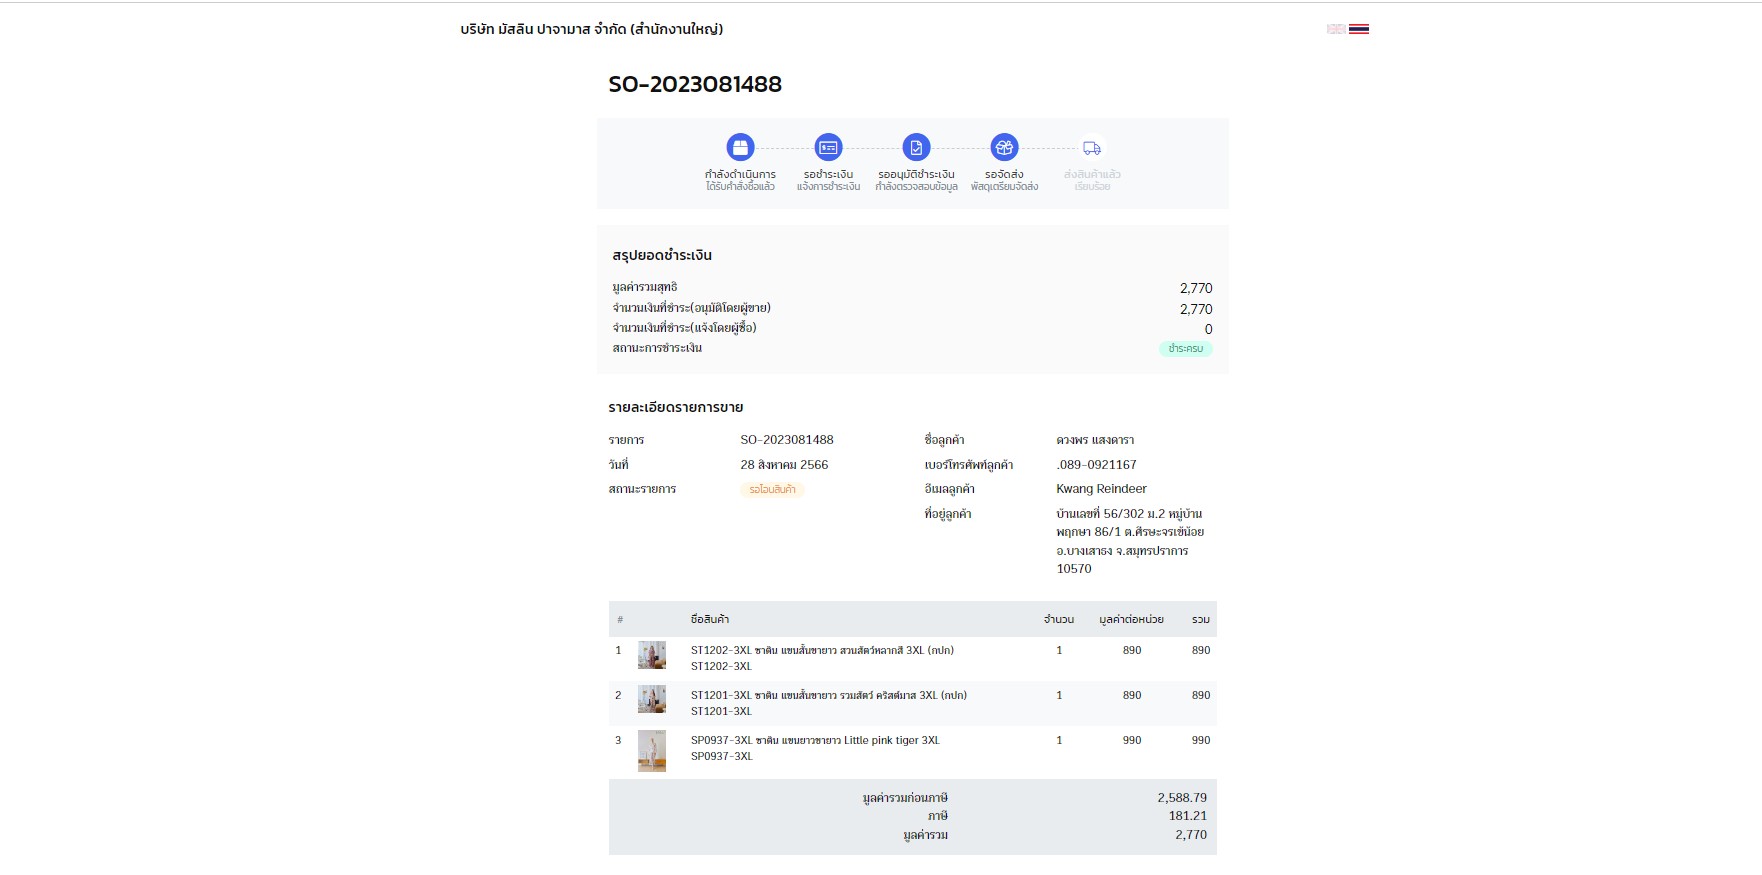 บริษัท มัสลิน ปาจามาส จำกัด (สำนักงานใหญ่)
SO-2023081488
กำลังดำเนินการ
ได้รับคำสั่งซื้อแล้ว
รอชำระเงิน
แจ้งการชำระเงิน
รออนุมัติชำระเงิน
กำลังตรวจสอบข้อมูล
รอจัดส่ง
พัสดุเตรียมจัดส่ง
ส่งสินค้าแล้ว
เรียบร้อย
สรุปยอดชำระเงิน
มูลค่ารวมสุทธิ 2,770
จำนวนเงินที่ชำระ(อนุมัติโดยผู้ขาย) 2,770
จำนวนเงินที่ชำระ(แจ้งโดยผู้ซื้อ) 0
สถานะการชำระเงิน ชำระครบ
รายละเอียดรายการขาย
รายการ SO-2023081488
วันที่ 28 สิงหาคม 2566
สถานะรายการ รอโอนสินค้า
ชื่อลูกค้า ดวงพร แสงดารา
เบอร์โทรศัพท์ลูกค้า .089-0921167
อีเมลลูกค้า Kwang Reindeer
ที่อยู่ลูกค้า บ้านเลขที่ 56/302 ม.2 หมู่บ้าน
พฤกษา 86/1 ต.ศีรษะจรเข้น้อย
อ.บางเสาธง จ.สมุทรปราการ
10570
# ชื่อสินค้า จำนวน มูลค่าต่อหน่วย รวม
1 ST1202-3XL ซาติน แขนสั้นขายาว สวนสัตว์หลากสี 3XL (กปก) 1 890 890
ST1202-3XL
2 ST1201-3XL ซาติน แขนสั้นขายาว รวมสัตว์ คริสต์มาส 3XL (กปก) 1 890 890
ST1201-3XL
3 SP0937-3XL ซาติน แขนยาวขายาว Little pink tiger 3XL 1 990 990
SP0937-3XL
มูลค่ารวมก่อนภาษี 2,588.79
ภาษี 181.21
มูลค่ารวม 2,770